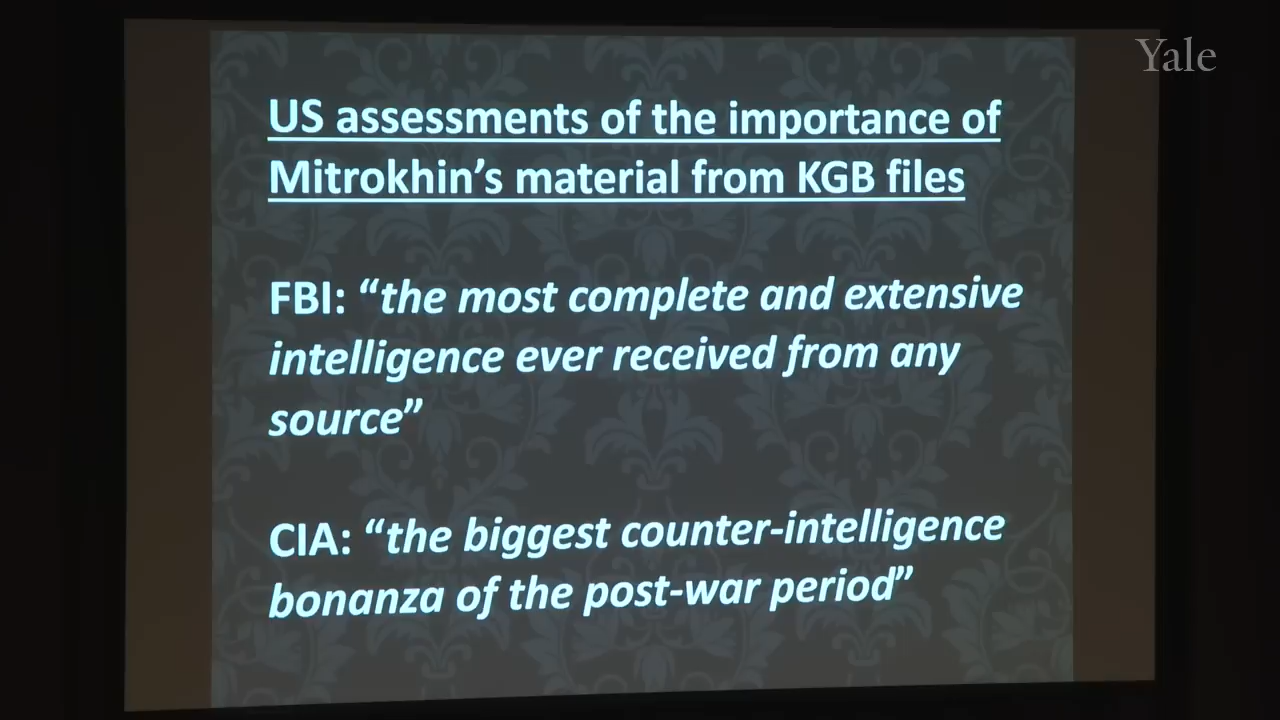 Yale
US assessments of the importance of
Mitrokhin’s material from KGB files
FBI: “the most complete and extensive
intelligence ever received from any
source”
CIA: “the biggest counter-intelligence
bonanza of the post-war period”